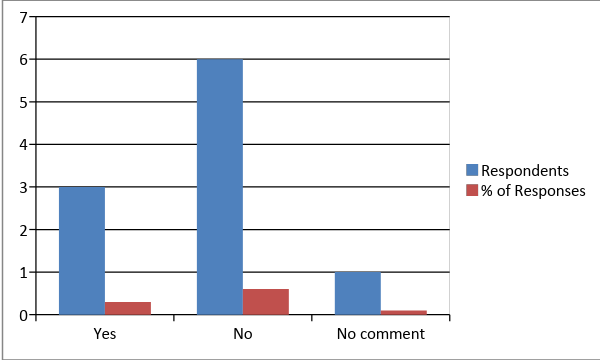 7
6
5
4
3
2
1
0
Yes
No
No comment
Respondents
% of Responses